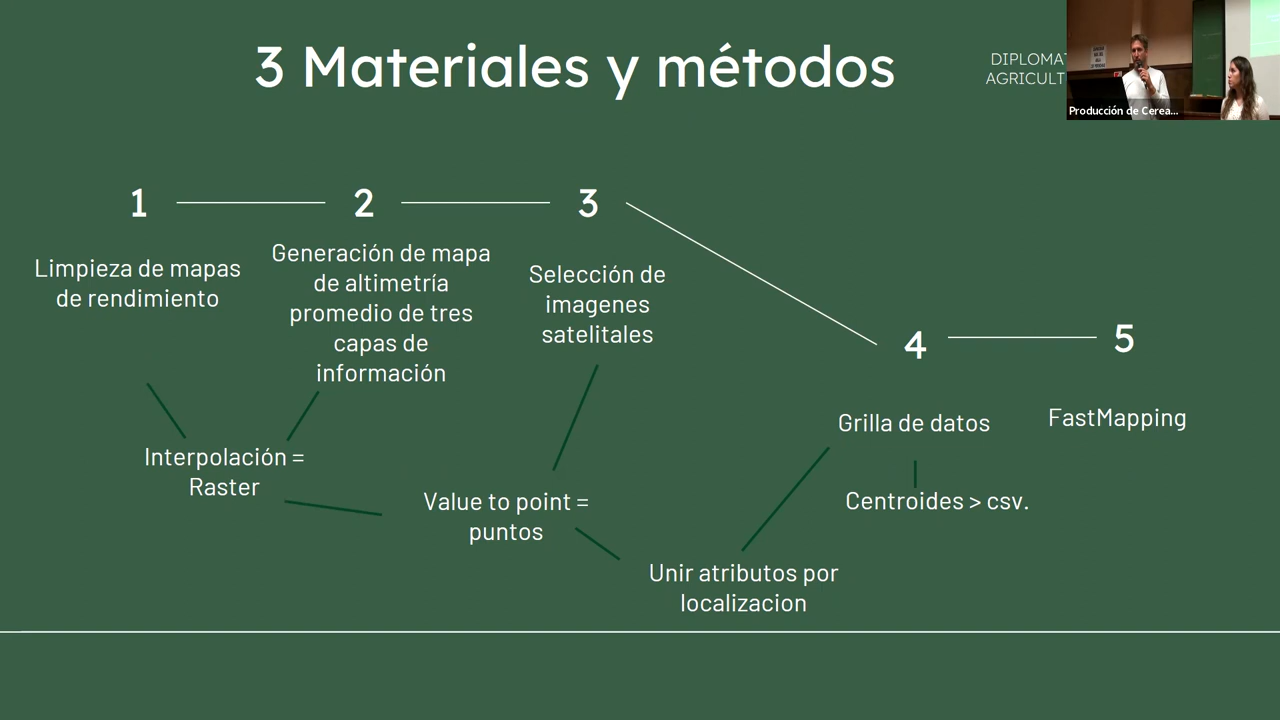 3 Materiales y métodos
DIPLOMAT
AGRICULT
Producción de Cerea...
1
2
3
Limpieza de mapas
de rendimiento
Generación de mapa
de altimetría
promedio de tres
capas de
información
Selección de
imagenes
satelitales
4
5
Grilla de datos
FastMapping
Interpolación =
Raster
Value to point =
puntos
Centroides > csv.
Unir atributos por
localizacion